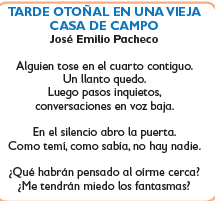 TARDE OTOÑAL EN UNA VIEJA
CASA DE CAMPO
José Emilio Pacheco
Alguien tose en el cuarto contiguo.
Un llanto quedo.
Luego pasos inquietos,
conversaciones en voz baja.
En el silencio abro la puerta.
Como temí, como sabía, no hay nadie.
¿Qué habrán pensado al oírme cerca?
¿Me tendrán miedo los fantasmas?